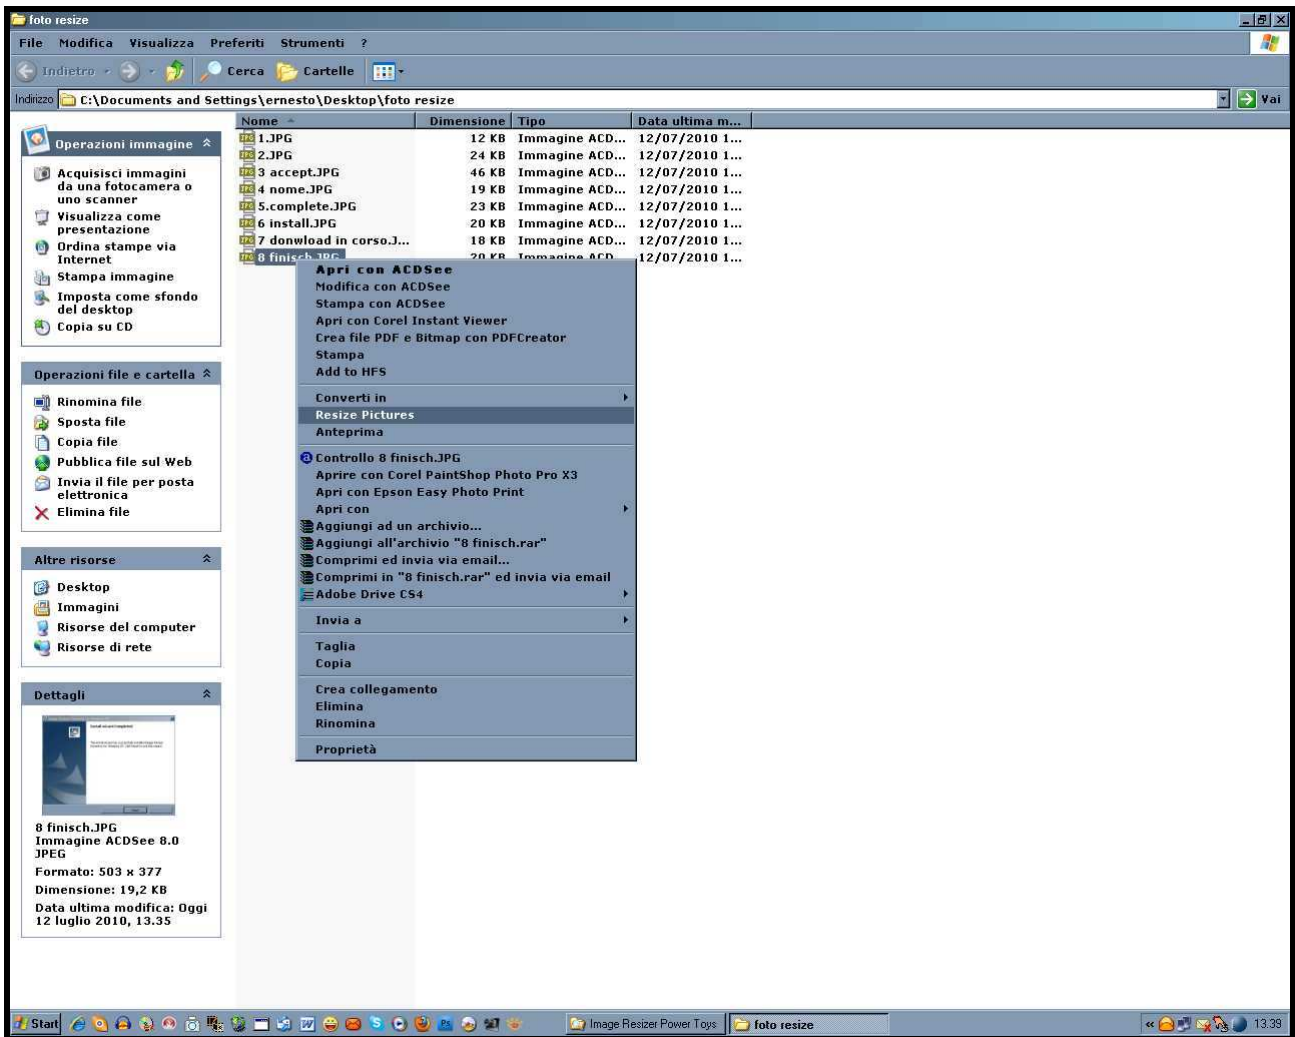 foto resize
File Modifica Visualizza Preferiti Strumenti ?
Indietro Cerca Cartelle
Indirizzo C:\Documents and Settings\ernesto\Desktop\foto resize Vai
Operazioni immagine
Acquisisci immagini
da una fotocamera o
uno scanner
Visualizza come
presentazione
Ordina stampe via
Internet
Stampa immagine
Imposta come sfondo
del desktop
Copia su CD
Operazioni file e cartella
Rinomina file
Sposta file
Copia file
Pubblica file sul Web
Invia il file per posta
elettronica
Elimina file
Altre risorse
Desktop
Immagini
Risorse del computer
Risorse di rete
Dettagli
8 finisch.JPG
Immagine ACDSee 8.0
JPEG
Formato: 503 x 377
Dimensione: 19,2 KB
Data ultima modifica: Oggi
12 luglio 2010, 13.35
Nome Dimensione Tipo Data ultima m...
1.JPG 12 KB Immagine ACD... 12/07/2010 1...
2.JPG 24 KB Immagine ACD... 12/07/2010 1...
3 accept.JPG 46 KB Immagine ACD... 12/07/2010 1...
4 nome.JPG 19 KB Immagine ACD... 12/07/2010 1...
5.complete.JPG 23 KB Immagine ACD... 12/07/2010 1...
6 install.JPG 20 KB Immagine ACD... 12/07/2010 1...
7 donwload in corso.J... 18 KB Immagine ACD... 12/07/2010 1...
8 finisch.JPG 20 KB Immagine ACD... 12/07/2010 1...
Apri con ACDSee
Modifica con ACDSee
Stampa con ACDSee
Apri con Corel Instant Viewer
Crea file PDF e Bitmap con PDFCreator
Stampa
Add to HFS
Converti in
Resize Pictures
Anteprima
Controllo 8 finisch.JPG
Aprire con Corel PaintShop Photo Pro X3
Apri con Epson Easy Photo Print
Apri con
Aggiungi ad un archivio...
Aggiungi all'archivio "8 finisch.rar"
Comprimi ed invia via email...
Comprimi in "8 finisch.rar" ed invia via email
Adobe Drive CS4
Invia a
Taglia
Copia
Crea collegamento
Elimina
Rinomina
Proprietà
Start Image Resizer Power Toys foto resize 13.39